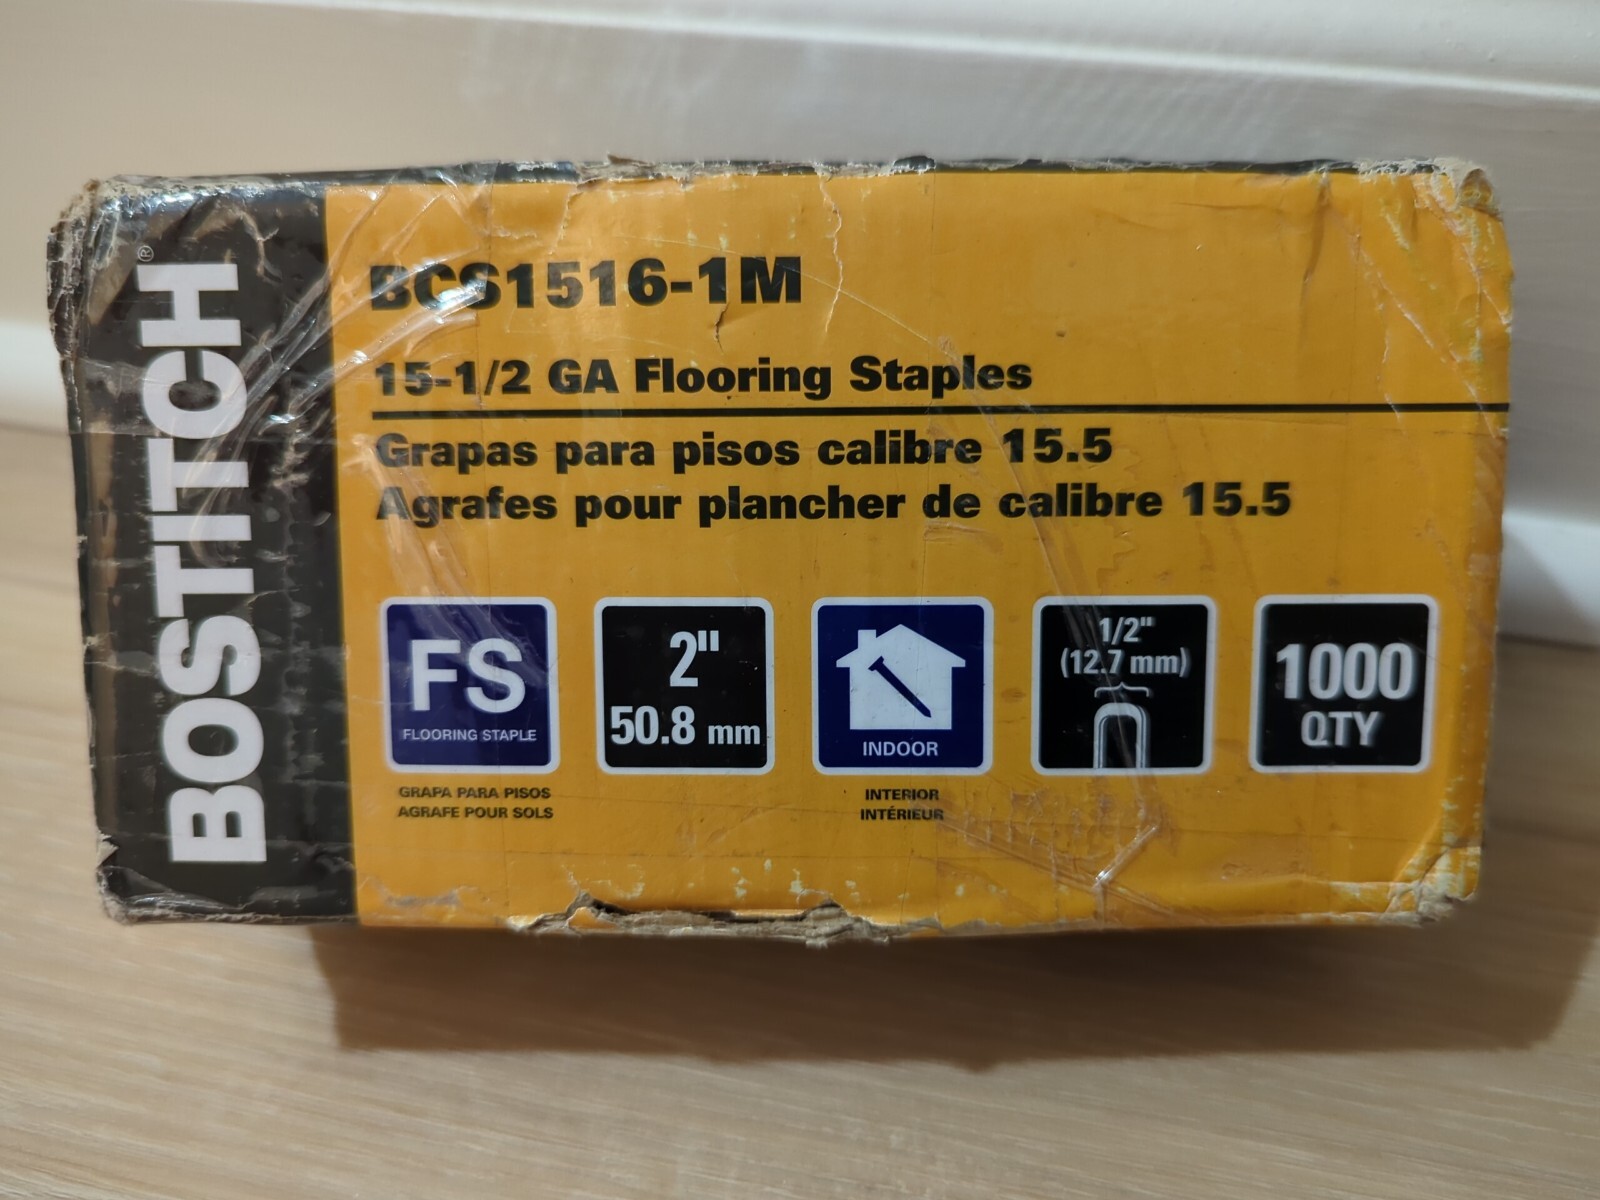 BOSTITCH®
BCS1516-1M
15-1/2 GA Flooring Staples
Grapas para pisos calibre 15.5
Agrafes pour plancher de calibre 15.5
FS
FLOORING STAPLE
GRAPA PARA PISOS
AGRAFE POUR SOLS
2"
50.8 mm
INDOOR
INTERIOR
INTÉRIEUR
1/2"
(12.7 mm)
1000
QTY